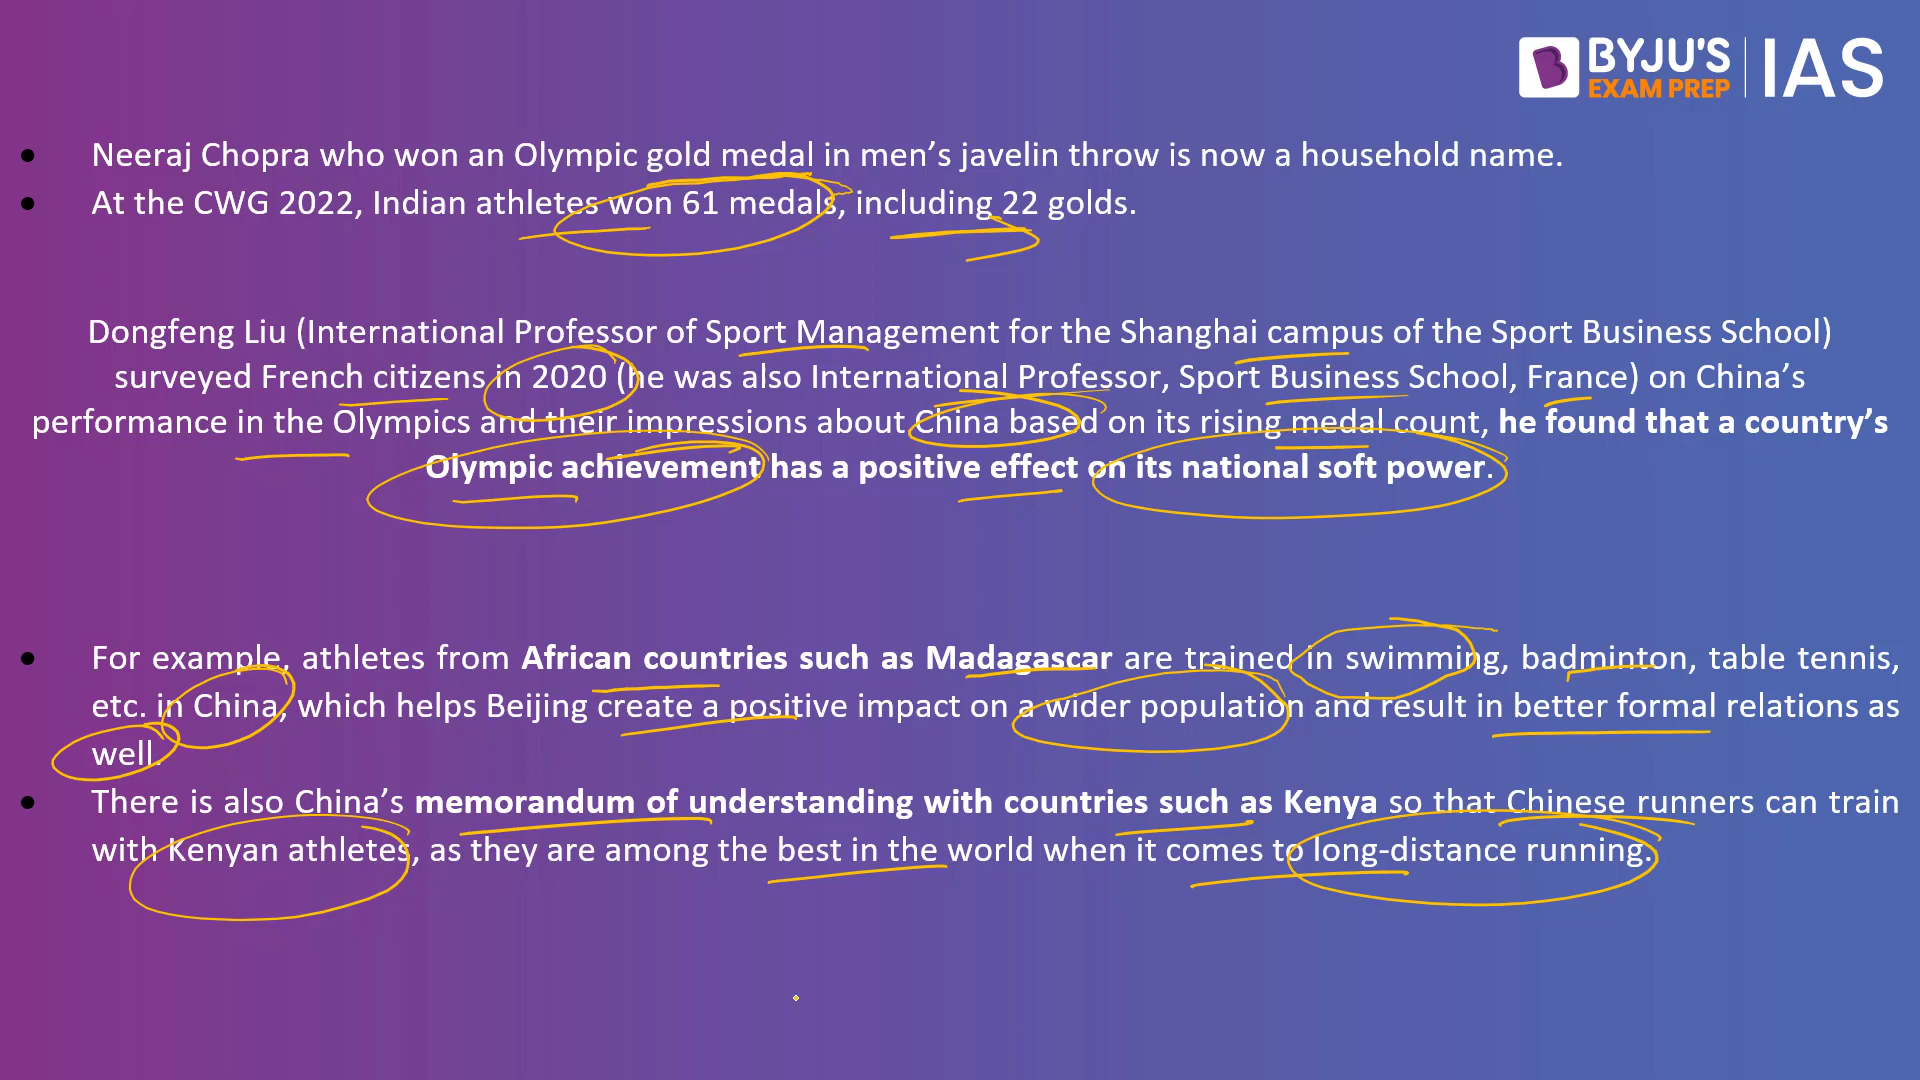 BYJU'S
EXAM PREP
IAS
Neeraj Chopra who won an Olympic gold medal in men’s javelin throw is now a household name.
At the CWG 2022, Indian athletes won 61 medals, including 22 golds.
Dongfeng Liu (International Professor of Sport Management for the Shanghai campus of the Sport Business School)
surveyed French citizens in 2020 (he was also International Professor, Sport Business School, France) on China’s
performance in the Olympics and their impressions about China based on its rising medal count, he found that a country’s
Olympic achievement has a positive effect on its national soft power.
For example, athletes from African countries such as Madagascar are trained in swimming, badminton, table tennis,
etc. in China, which helps Beijing create a positive impact on a wider population and result in better formal relations as
well.
There is also China’s memorandum of understanding with countries such as Kenya so that Chinese runners can train
with Kenyan athletes, as they are among the best in the world when it comes to long-distance running.